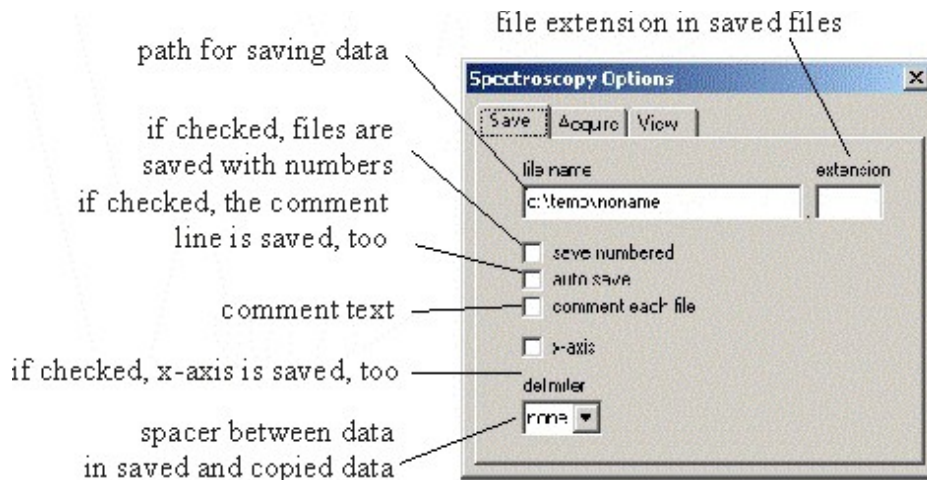 file extension in saved files
path for saving data
Spectroscopy Options
Save Acquire View
if checked, files are
saved with numbers
file name extension
c:\temp\noname .
if checked, the comment
line is saved, too
save numbered
auto save
comment text
comment each file
x-axis
if checked, x-axis is saved, too
delimiter
none
spacer between data
in saved and copied data